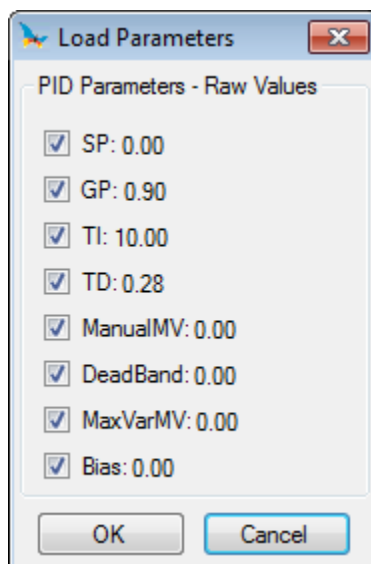 Load Parameters
PID Parameters - Raw Values
SP: 0.00
GP: 0.90
TI: 10.00
TD: 0.28
ManualMV: 0.00
DeadBand: 0.00
MaxVarMV: 0.00
Bias: 0.00
OK Cancel